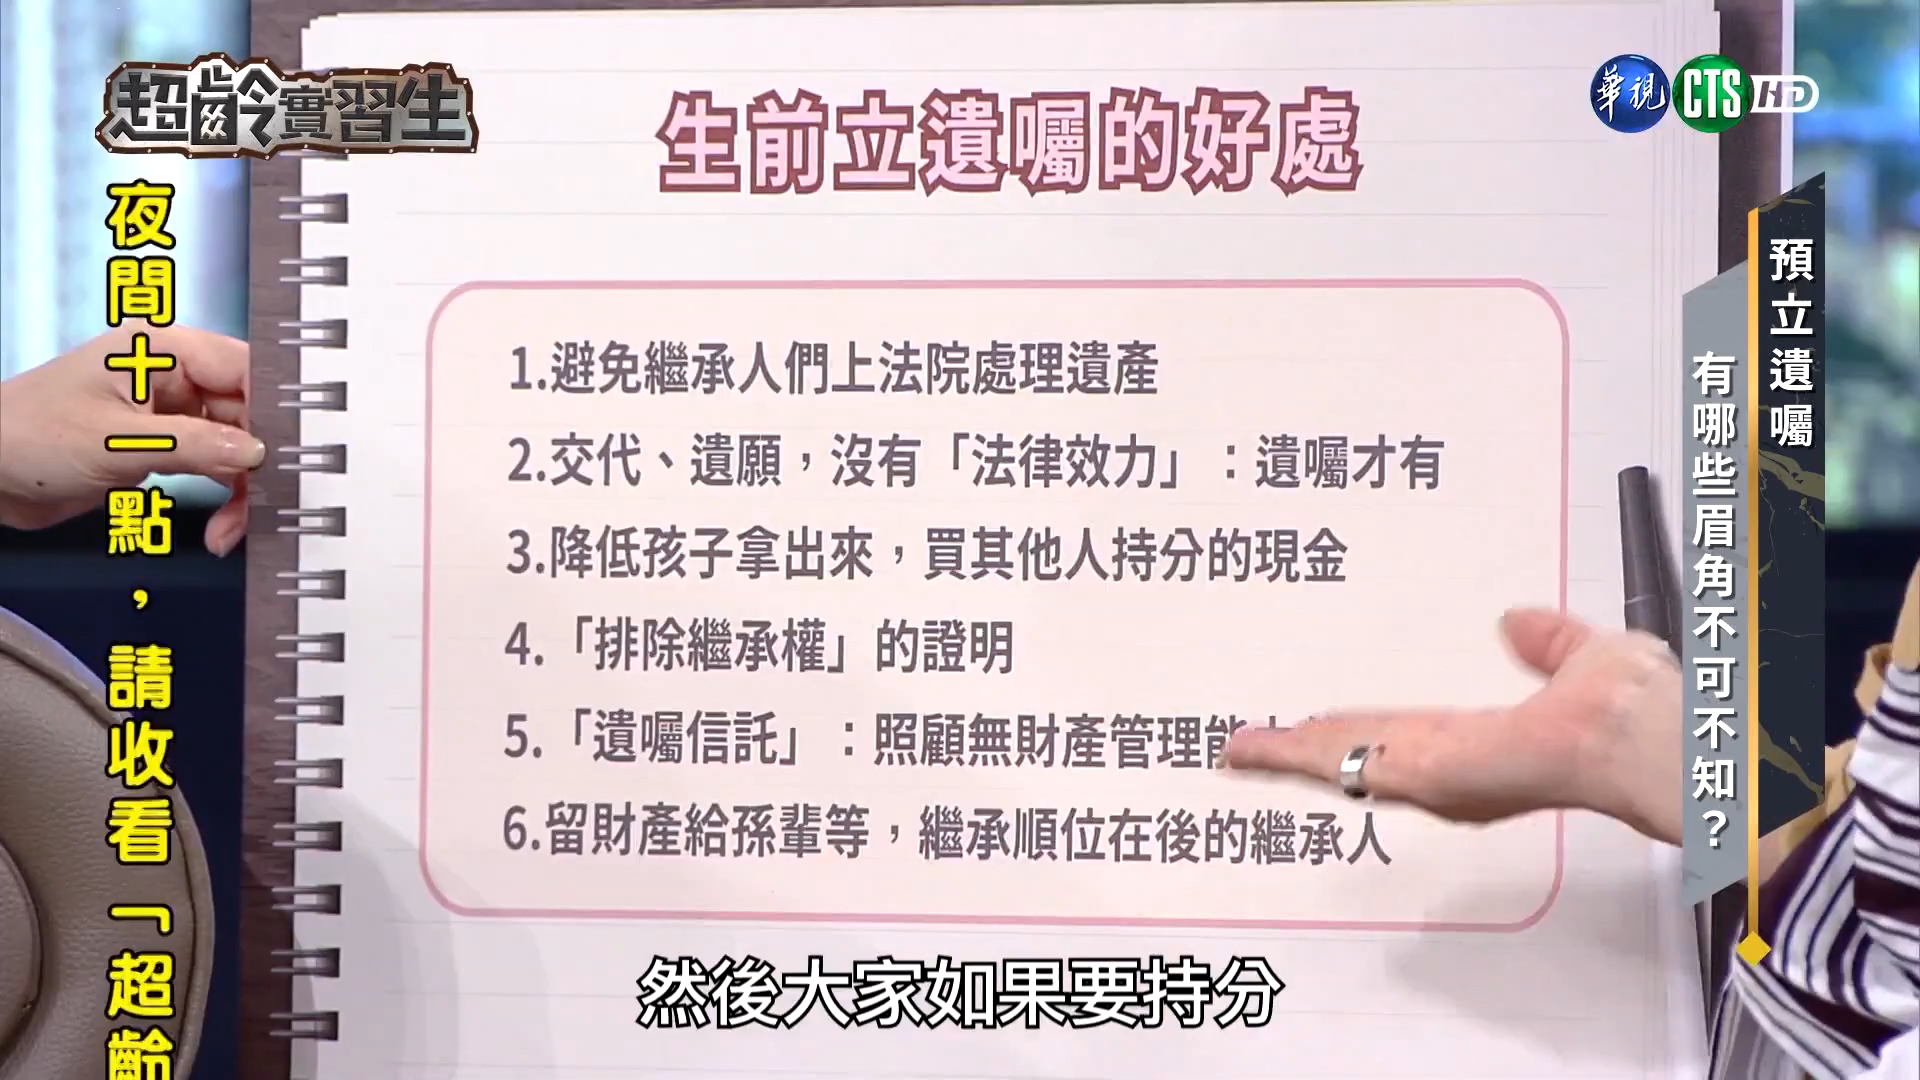 超齡實習生
華視 CTS HD
生前立遺囑的好處
1.避免繼承人們上法院處理遺產
2.交代、遺願，沒有「法律效力」：遺囑才有
3.降低孩子拿出來，買其他人持分的現金
4.「排除繼承權」的證明
5.「遺囑信託」：照顧無財產管理能
6.留財產給孫輩等，繼承順位在後的繼承人
預立遺囑
有哪些眉角不可不知？
夜間十一點，請收看「超齡
然後大家如果要持分